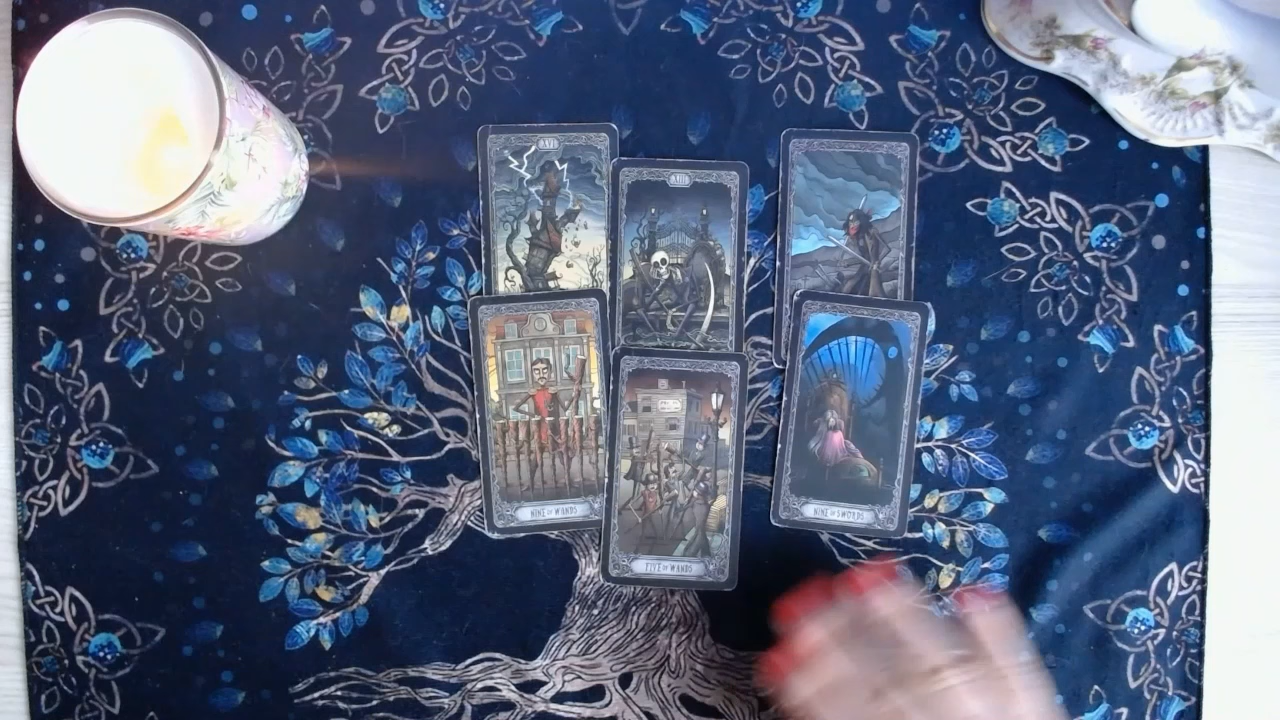 XVI
XIII
NINE OF WANDS
FIVE OF WANDS
NINE OF SWORDS